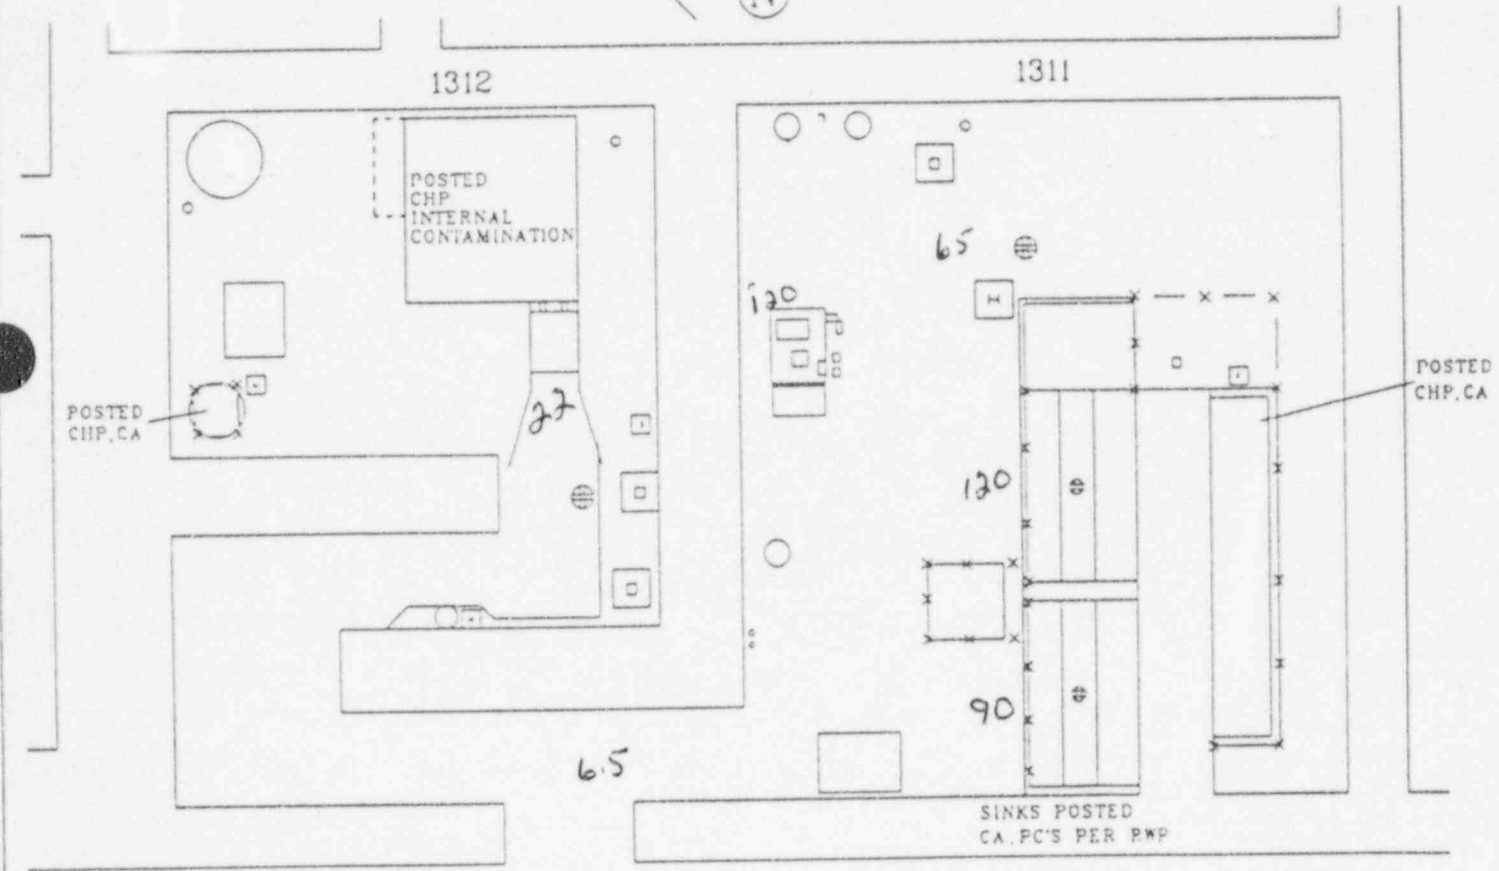 N
1312
1311
POSTED
CHP
INTERNAL
CONTAMINATION
65
120
22
POSTED
CHP,CA
POSTED
CHP,CA
120
90
6.5
SINKS POSTED
CA,PC'S PER RWP